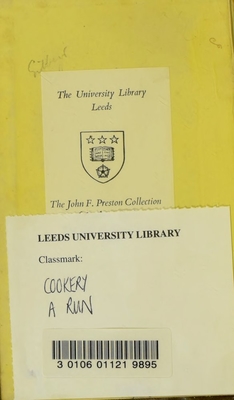 The University Library
Leeds
The John F. Preston Collection
LEEDS UNIVERSITY LIBRARY
Classmark:
COOKERY
A RUN
3 0106 01121 9895